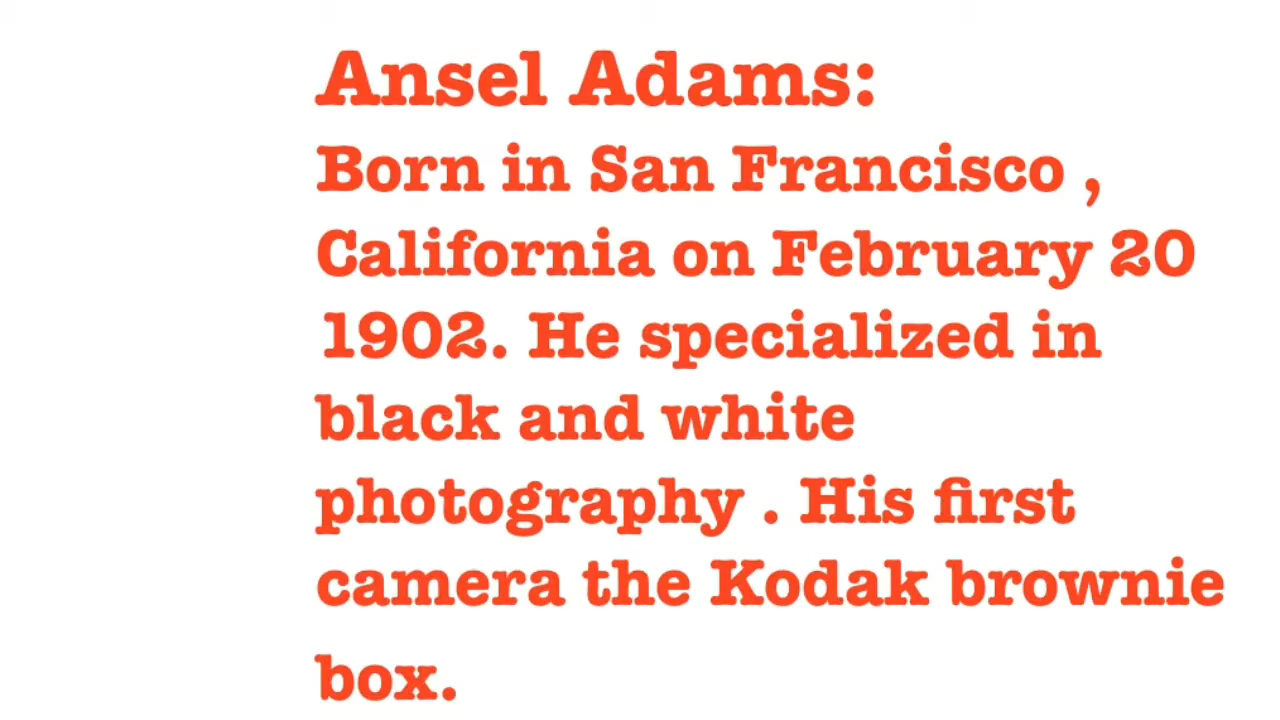 Ansel Adams:
Born in San Francisco ,
California on February 20
1902. He specialized in
black and white
photography . His first
camera the Kodak brownie
box.